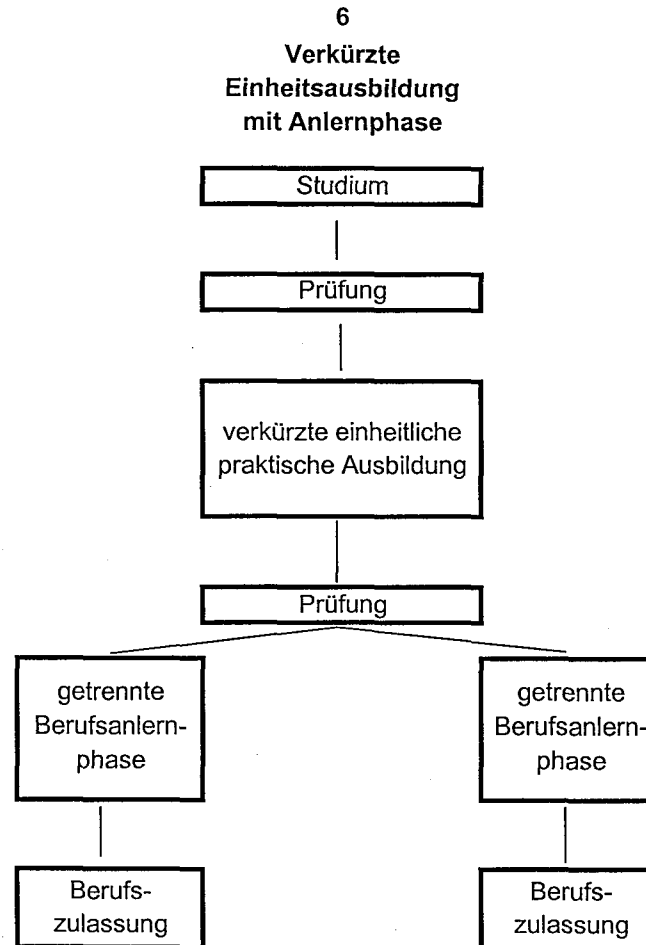 6
Verkürzte
Einheitsausbildung
mit Anlernphase
Studium
Prüfung
verkürzte einheitliche
praktische Ausbildung
Prüfung
getrennte
Berufsanlern-
phase
getrennte
Berufsanlern-
phase
Berufs-
zulassung
Berufs-
zulassung